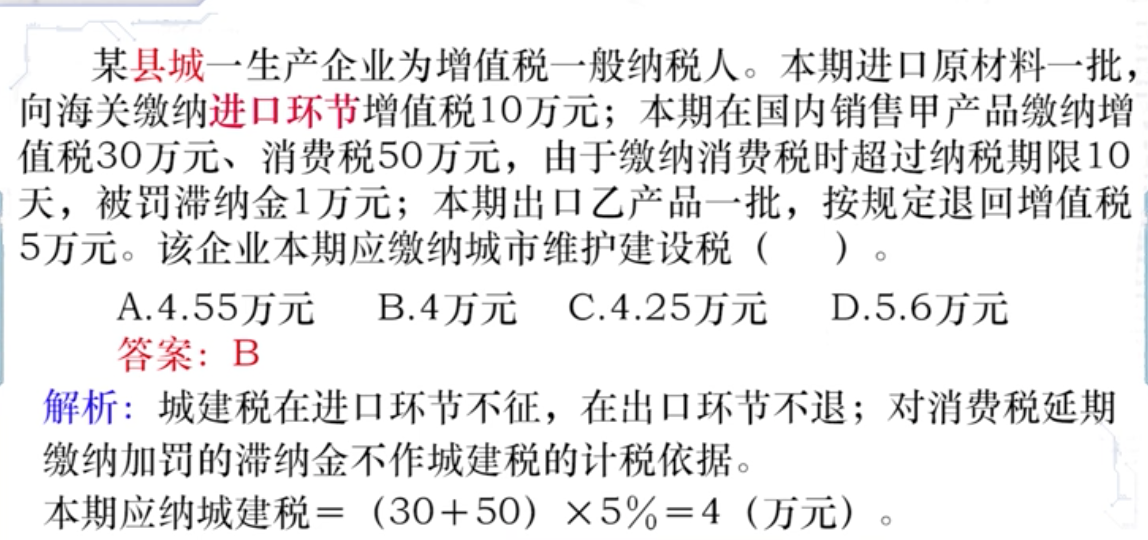 某县城一生产企业为增值税一般纳税人。本期进口原材料一批，
向海关缴纳进口环节增值税10万元；本期在国内销售甲产品缴纳增
值税30万元、消费税50万元，由于缴纳消费税时超过纳税期限10
天，被罚滞纳金1万元；本期出口乙产品一批，按规定退回增值税
5万元。该企业本期应缴纳城市维护建设税（　　）。
A.4.55万元　B.4万元　C.4.25万元　D.5.6万元
答案：B
解析：城建税在进口环节不征，在出口环节不退；对消费税延期
缴纳加罚的滞纳金不作城建税的计税依据。
本期应纳城建税＝（30＋50）×5%＝4（万元）。